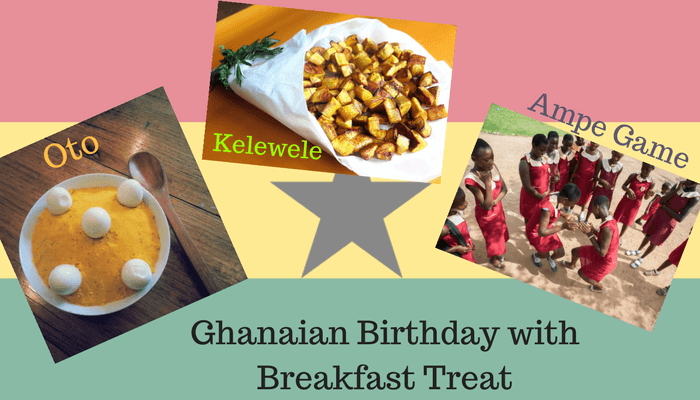 Oto
Kelewele
Ampe Game
Ghanaian Birthday with
Breakfast Treat